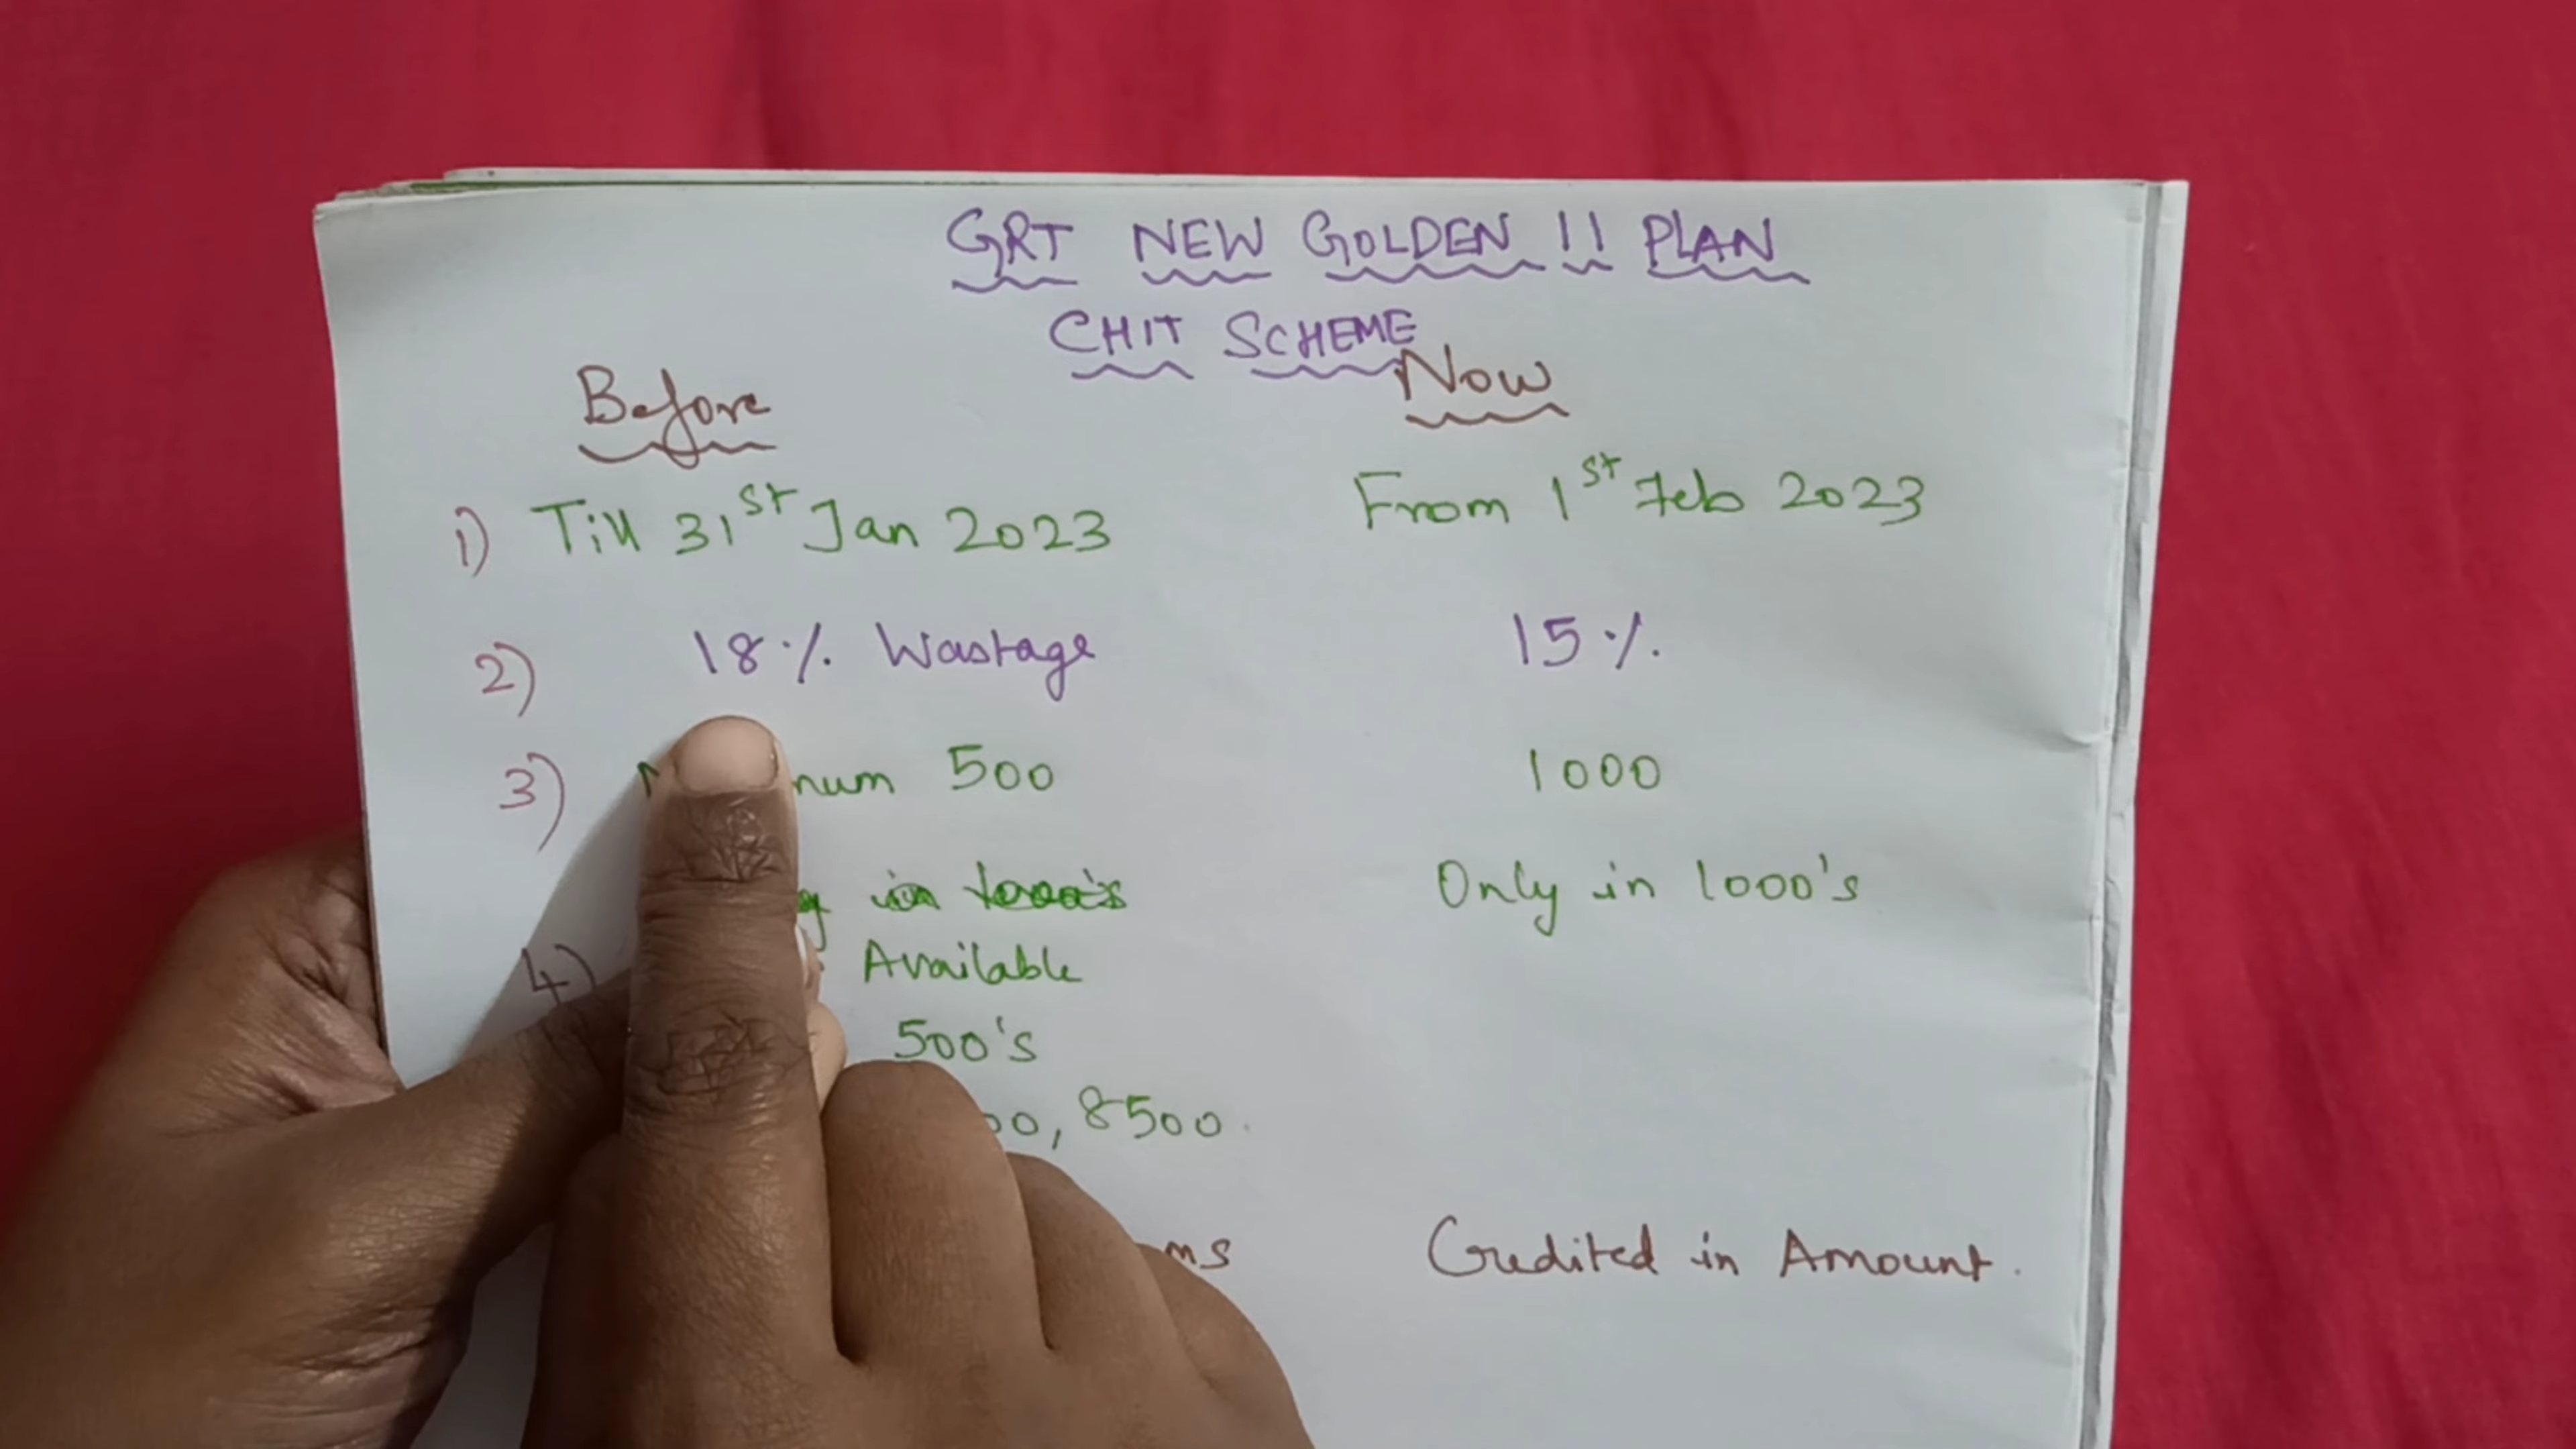 GRT NEW GOLDEN 11 PLAN
CHIT SCHEME
Before Now
1) Till 31st Jan 2023 From 1st Feb 2023
2) 18% Wastage 15%
3) 500 1000
Only in 1000's
4) Available
500's
8500
Credited in Amount.